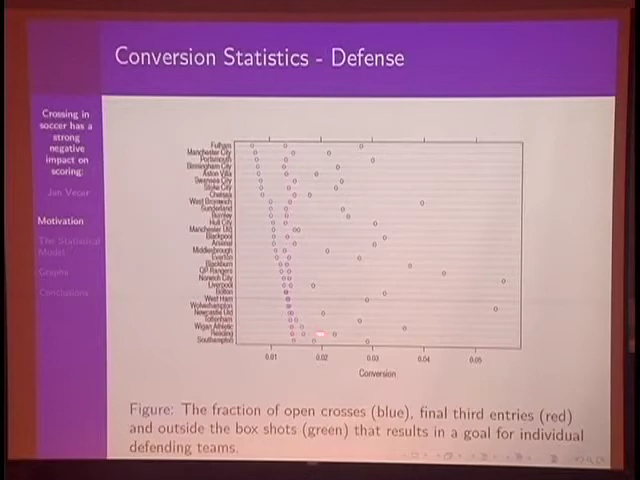 Conversion Statistics - Defense
Crossing in
soccer has a
strong
negative
impact on
scoring:
Jan Vecer
Motivation
The Statistical
Model
Graphs
Conclusions
Fulham
Manchester City
Portsmouth
Birmingham City
Aston Villa
Swansea City
Stoke City
Chelsea
West Bromwich
Sunderland
Burnley
Hull City
Manchester Utd
Blackpool
Arsenal
Middlesbrough
Everton
Blackburn
QP Rangers
Norwich City
Liverpool
Bolton
West Ham
Wolverhampton
Newcastle Utd
Tottenham
Wigan Athletic
Reading
Southampton
0.01 0.02 0.03 0.04 0.05
Conversion
Figure: The fraction of open crosses (blue), final third entries (red)
and outside the box shots (green) that results in a goal for individual
defending teams.